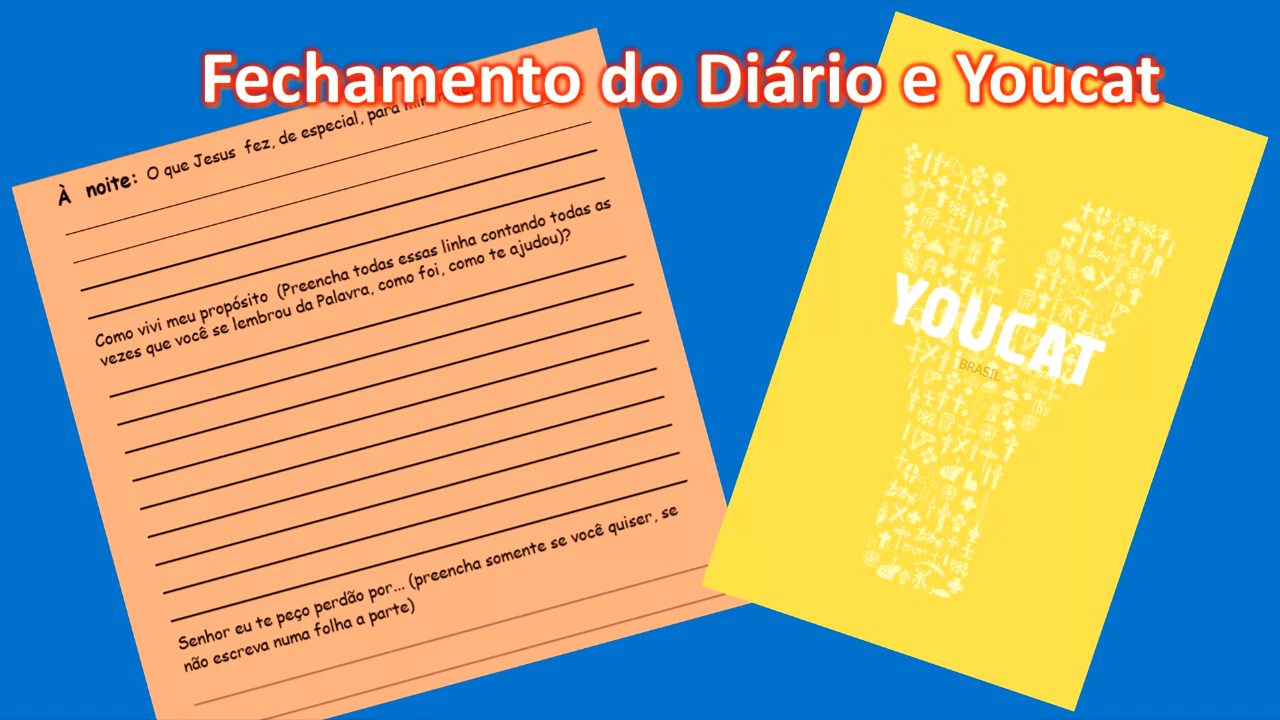 Fechamento do Diário e Youcat
À noite: O que Jesus fez, de especial, para
Como vivi meu propósito (Preencha todas essas linha contando todas as
vezes que você se lembrou da Palavra, como foi, como te ajudou)?
Senhor eu te peço perdão por... (preencha somente se você quiser, se
não escreva numa folha a parte)
YOUCAT
BRASIL